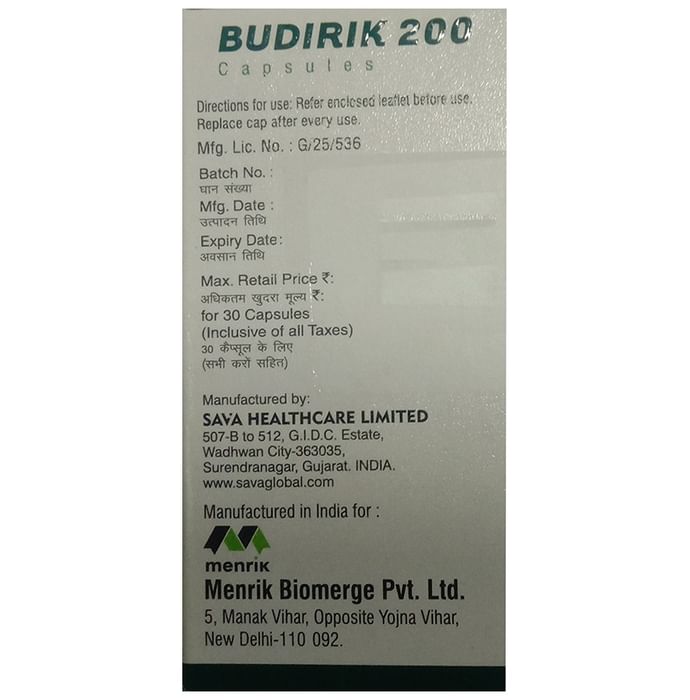 BUDIRIK 200
Capsules
Directions for use: Refer enclosed leaflet before use.
Replace cap after every use.
Mfg. Lic. No. : G/25/536
Batch No. :
घान संख्या
Mfg. Date :
उत्पादन तिथि
Expiry Date:
अवसान तिथि
Max. Retail Price ₹:
अधिकतम खुदरा मूल्य ₹:
for 30 Capsules
(Inclusive of all Taxes)
30 कैप्सूल के लिए
(सभी करों सहित)
Manufactured by:
SAVA HEALTHCARE LIMITED
507-B to 512, G.I.D.C. Estate,
Wadhwan City-363035,
Surendranagar, Gujarat. INDIA.
www.savaglobal.com
Manufactured in India for :
menrik
Menrik Biomerge Pvt. Ltd.
5, Manak Vihar, Opposite Yojna Vihar,
New Delhi-110 092.